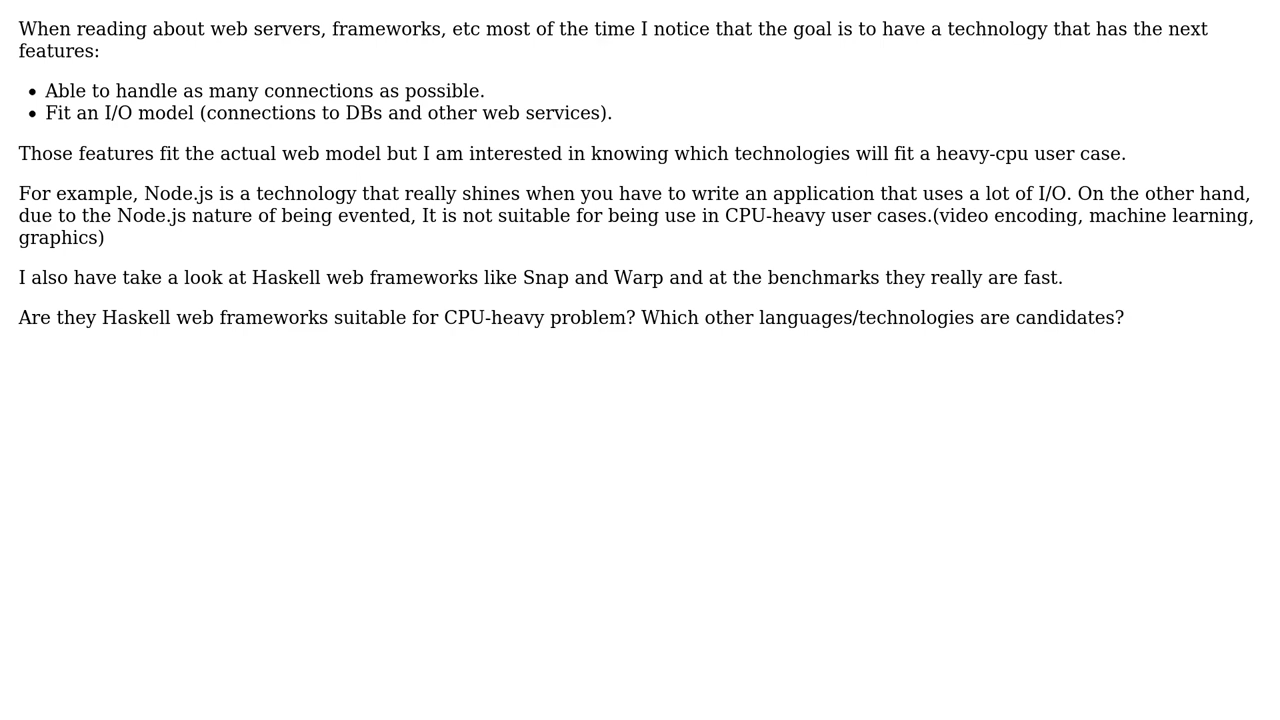 When reading about web servers, frameworks, etc most of the time I notice that the goal is to have a technology that has the next
features:
• Able to handle as many connections as possible.
• Fit an I/O model (connections to DBs and other web services).
Those features fit the actual web model but I am interested in knowing which technologies will fit a heavy-cpu user case.
For example, Node.js is a technology that really shines when you have to write an application that uses a lot of I/O. On the other hand,
due to the Node.js nature of being evented, It is not suitable for being use in CPU-heavy user cases.(video encoding, machine learning,
graphics)
I also have take a look at Haskell web frameworks like Snap and Warp and at the benchmarks they really are fast.
Are they Haskell web frameworks suitable for CPU-heavy problem? Which other languages/technologies are candidates?